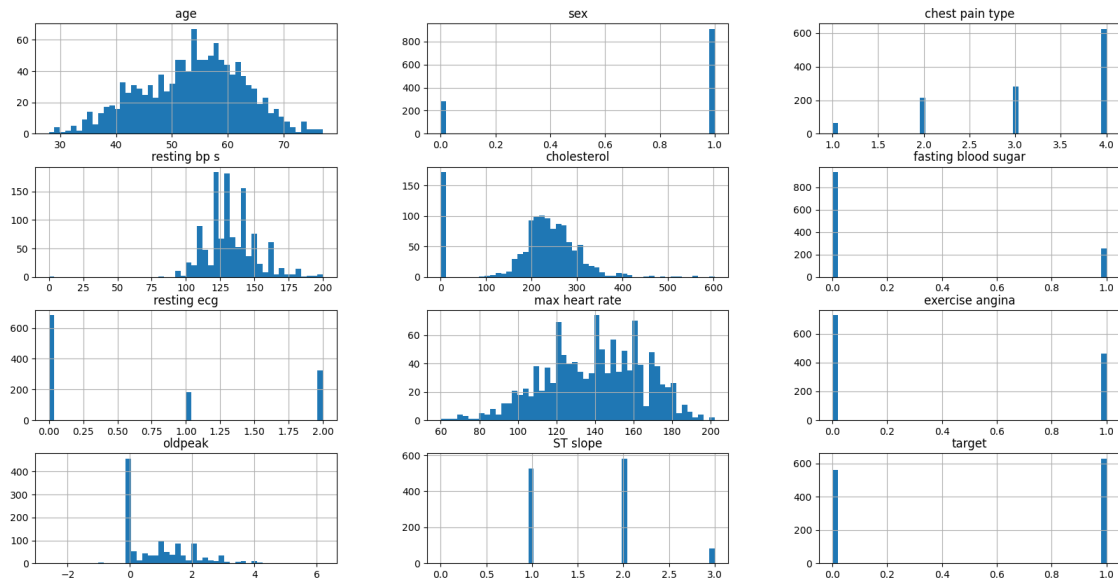 age
60
40
20
0
30 40 50 60 70
sex
800
600
400
200
0
0.0 0.2 0.4 0.6 0.8 1.0
chest pain type
600
400
200
0
1.0 1.5 2.0 2.5 3.0 3.5 4.0
resting bp s
150
100
50
0
0 25 50 75 100 125 150 175 200
cholesterol
150
100
50
0
0 100 200 300 400 500 600
fasting blood sugar
800
600
400
200
0
0.0 0.2 0.4 0.6 0.8 1.0
resting ecg
600
400
200
0
0.00 0.25 0.50 0.75 1.00 1.25 1.50 1.75 2.00
max heart rate
60
40
20
0
60 80 100 120 140 160 180 200
exercise angina
600
400
200
0
0.0 0.2 0.4 0.6 0.8 1.0
oldpeak
400
300
200
100
0
−2 0 2 4 6
ST slope
600
400
200
0
0.0 0.5 1.0 1.5 2.0 2.5 3.0
target
600
400
200
0
0.0 0.2 0.4 0.6 0.8 1.0